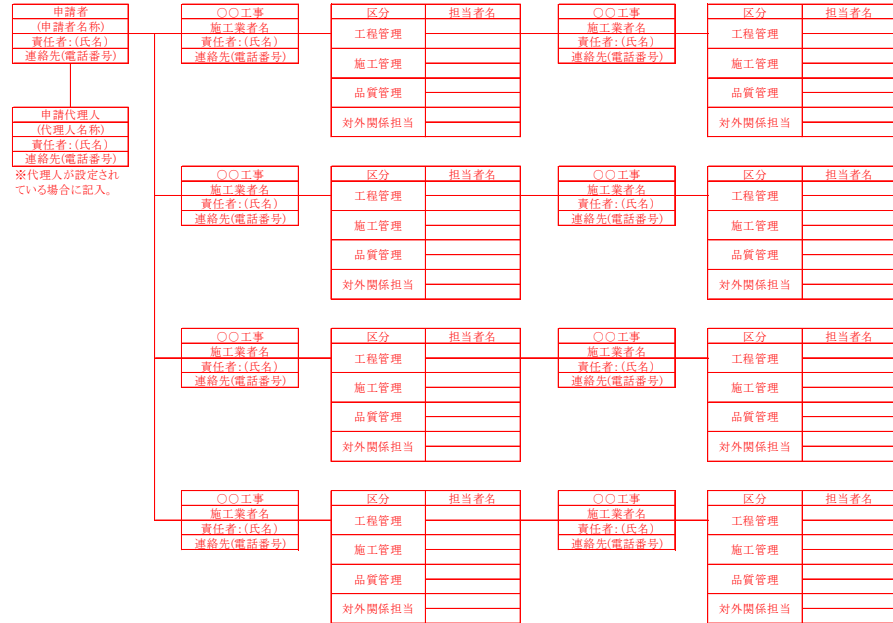 申請者
(申請者名称)
責任者:(氏名)
連絡先(電話番号)
申請代理人
(代理人名称)
責任者:(氏名)
連絡先(電話番号)
※代理人が設定され
ている場合に記入。
〇〇工事
施工業者名
責任者:(氏名)
連絡先(電話番号)
区分 担当者名
工程管理
施工管理
品質管理
対外関係担当
〇〇工事
施工業者名
責任者:(氏名)
連絡先(電話番号)
区分 担当者名
工程管理
施工管理
品質管理
対外関係担当
〇〇工事
施工業者名
責任者:(氏名)
連絡先(電話番号)
区分 担当者名
工程管理
施工管理
品質管理
対外関係担当
〇〇工事
施工業者名
責任者:(氏名)
連絡先(電話番号)
区分 担当者名
工程管理
施工管理
品質管理
対外関係担当
〇〇工事
施工業者名
責任者:(氏名)
連絡先(電話番号)
区分 担当者名
工程管理
施工管理
品質管理
対外関係担当
〇〇工事
施工業者名
責任者:(氏名)
連絡先(電話番号)
区分 担当者名
工程管理
施工管理
品質管理
対外関係担当
〇〇工事
施工業者名
責任者:(氏名)
連絡先(電話番号)
区分 担当者名
工程管理
施工管理
品質管理
対外関係担当
〇〇工事
施工業者名
責任者:(氏名)
連絡先(電話番号)
区分 担当者名
工程管理
施工管理
品質管理
対外関係担当